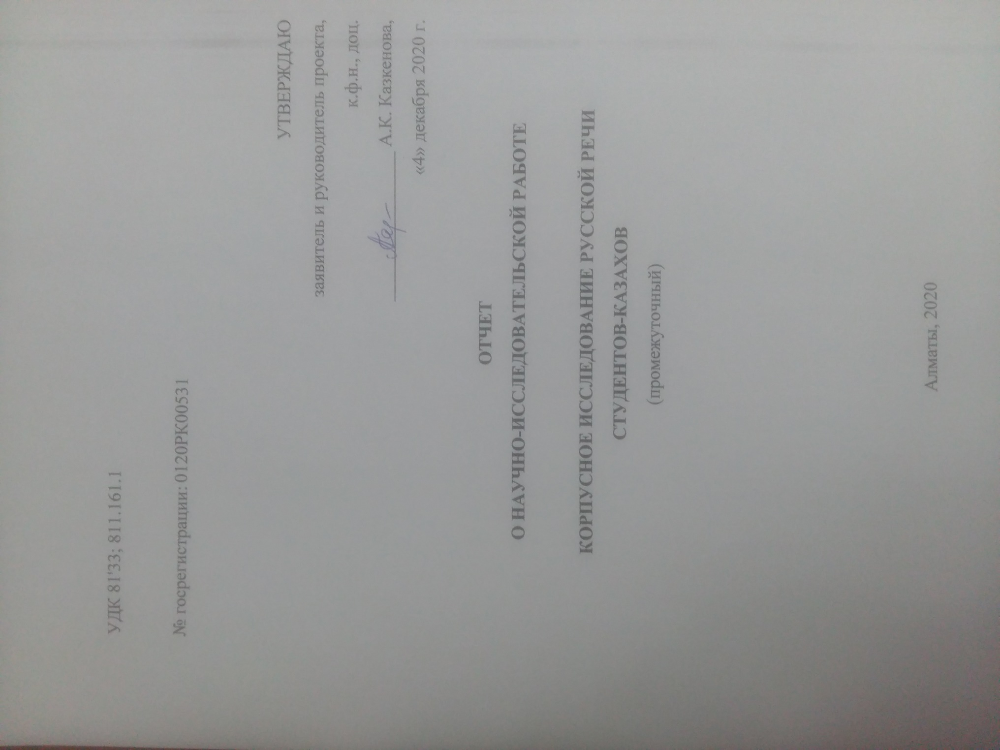 УДК 81'33; 811.161.1
№ госрегистрации: 0120РК00531
УТВЕРЖДАЮ
заявитель и руководитель проекта,
к.ф.н., доц.
А.К. Казкенова,
«4» декабря 2020 г.
ОТЧЕТ
О НАУЧНО-ИССЛЕДОВАТЕЛЬСКОЙ РАБОТЕ
КОРПУСНОЕ ИССЛЕДОВАНИЕ РУССКОЙ РЕЧИ
СТУДЕНТОВ-КАЗАХОВ
(промежуточный)
Алматы, 2020